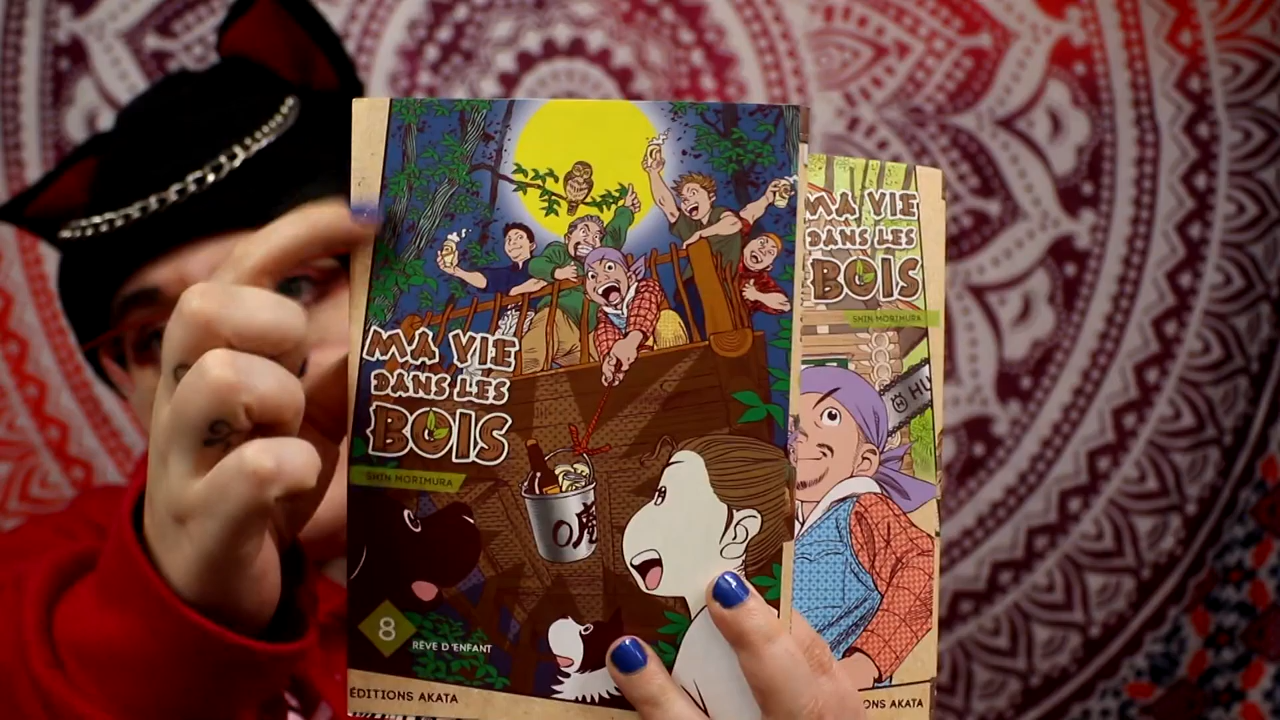 MA VIE
DANS LES
BOIS
SHIN MORIMURA
8
RÊVE D'ENFANT
ÉDITIONS AKATA
MA VIE
DANS LES
BOIS
SHIN MORIMURA
HU
ONS AKATA